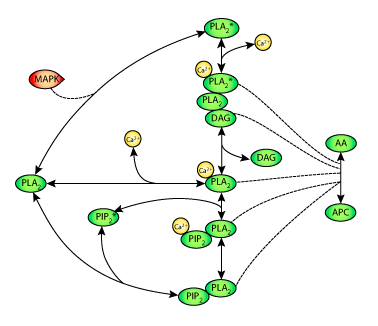 PLA₂*
Ca²⁺
MAPK
Ca²⁺
PLA₂*
PLA₂
DAG
Ca²⁺
AA
DAG
Ca²⁺
PLA₂
PLA₂
PIP₂*
APC
Ca²⁺
PLA₂
PIP₂
PIP₂
PLA₂